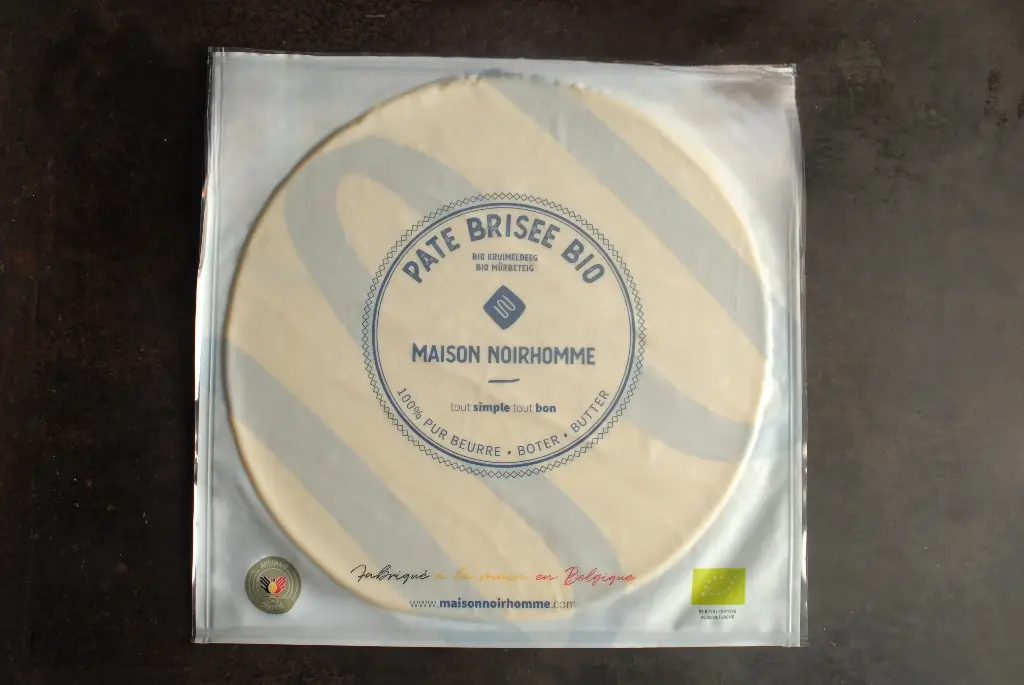 PATE BRISEE BIO
BIO KRUIMELDEEG
BIO MÜRBETEIG
MAISON NOIRHOMME
tout simple tout bon
100% PUR BEURRE • BOTER • BUTTER
Fabriqué à la main en Belgique
www.maisonnoirhomme.com
ARTISANAT